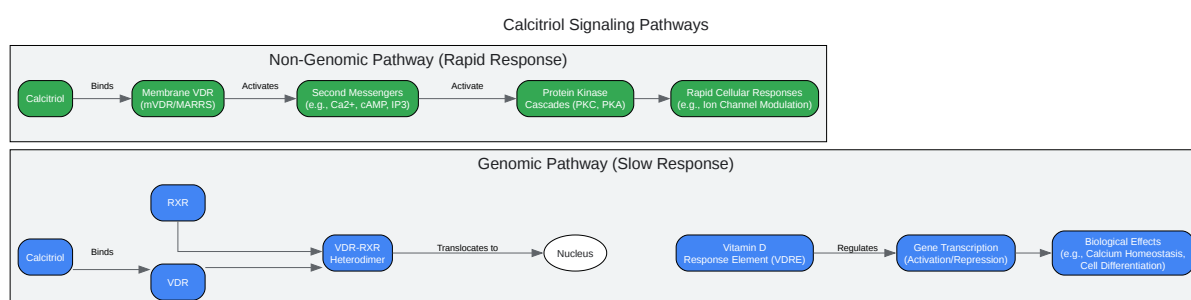 Calcitriol Signaling Pathways
Non-Genomic Pathway (Rapid Response)
Calcitriol
Binds
Membrane VDR
(mVDR/MARRS)
Activates
Second Messengers
(e.g., Ca2+, cAMP, IP3)
Activate
Protein Kinase
Cascades (PKC, PKA)
Rapid Cellular Responses
(e.g., Ion Channel Modulation)
Genomic Pathway (Slow Response)
RXR
Calcitriol
Binds
VDR
VDR-RXR
Heterodimer
Translocates to
Nucleus
Vitamin D
Response Element (VDRE)
Regulates
Gene Transcription
(Activation/Repression)
Biological Effects
(e.g., Calcium Homeostasis,
Cell Differentiation)